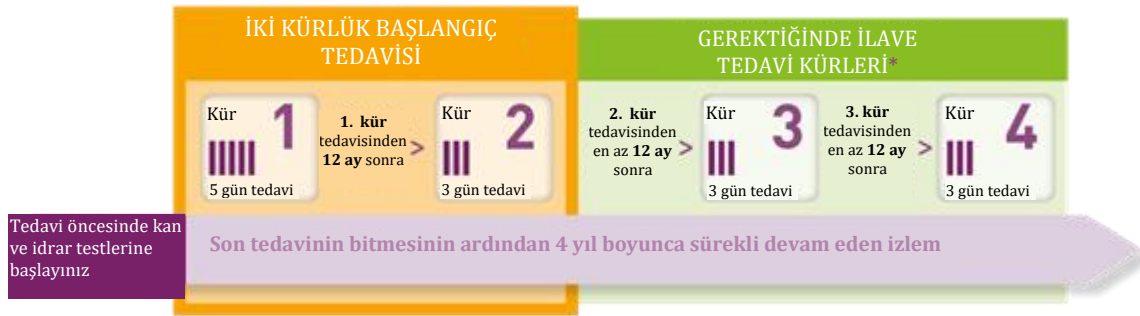 İKİ KÜRLÜK BAŞLANGIÇ
TEDAVİSİ
GEREKTİĞİNDE İLAVE
TEDAVİ KÜRLERİ*
Kür
1
5 gün tedavi
1. kür
tedavisinden
12 ay sonra
>
Kür
2
3 gün tedavi
2. kür
tedavisinden
en az 12 ay
sonra
>
Kür
3
3 gün tedavi
3. kür
tedavisinden
en az 12 ay
sonra
>
Kür
4
3 gün tedavi
Tedavi öncesinde kan
ve idrar testlerine
başlayınız
Son tedavinin bitmesinin ardından 4 yıl boyunca sürekli devam eden izlem